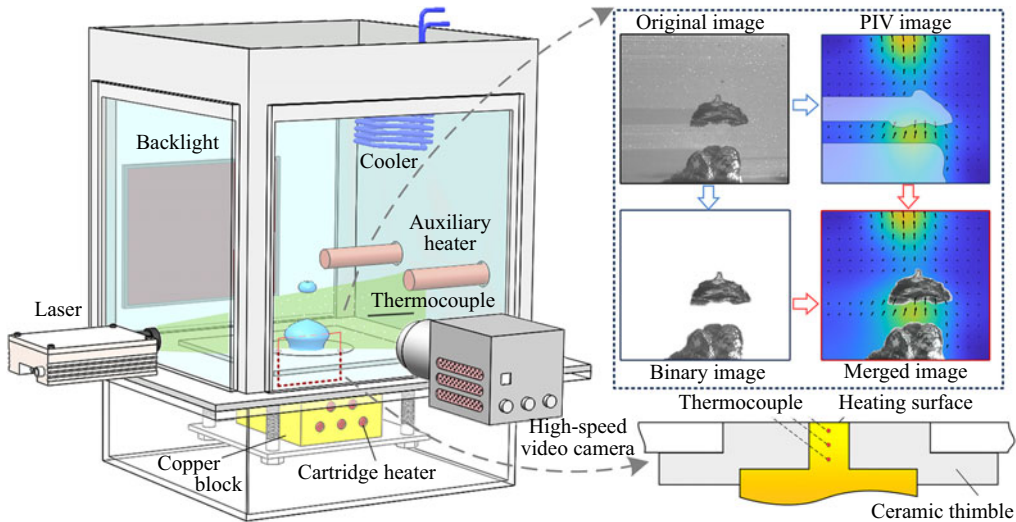 Original image
PIV image
Backlight
Cooler
Auxiliary
heater
Thermocouple
Laser
Binary image
Merged image
Thermocouple
Heating surface
High-speed
video camera
Copper
block
Cartridge heater
Ceramic thimble